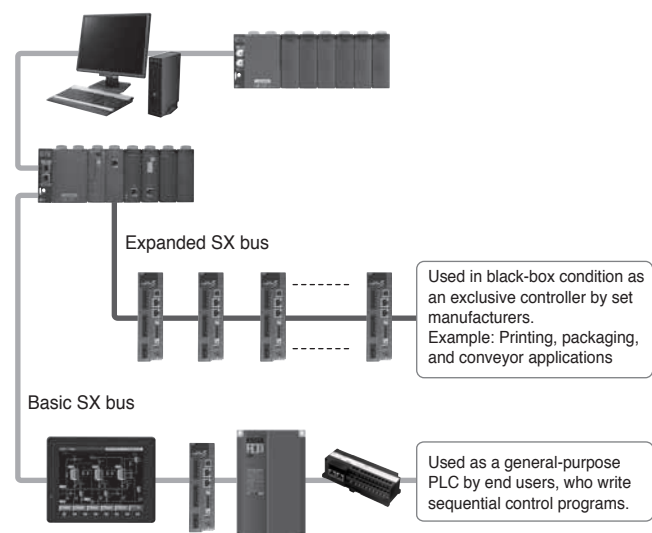 Expanded SX bus
Used in black-box condition as
an exclusive controller by set
manufacturers.
Example: Printing, packaging,
and conveyor applications
Basic SX bus
Used as a general-purpose
PLC by end users, who write
sequential control programs.